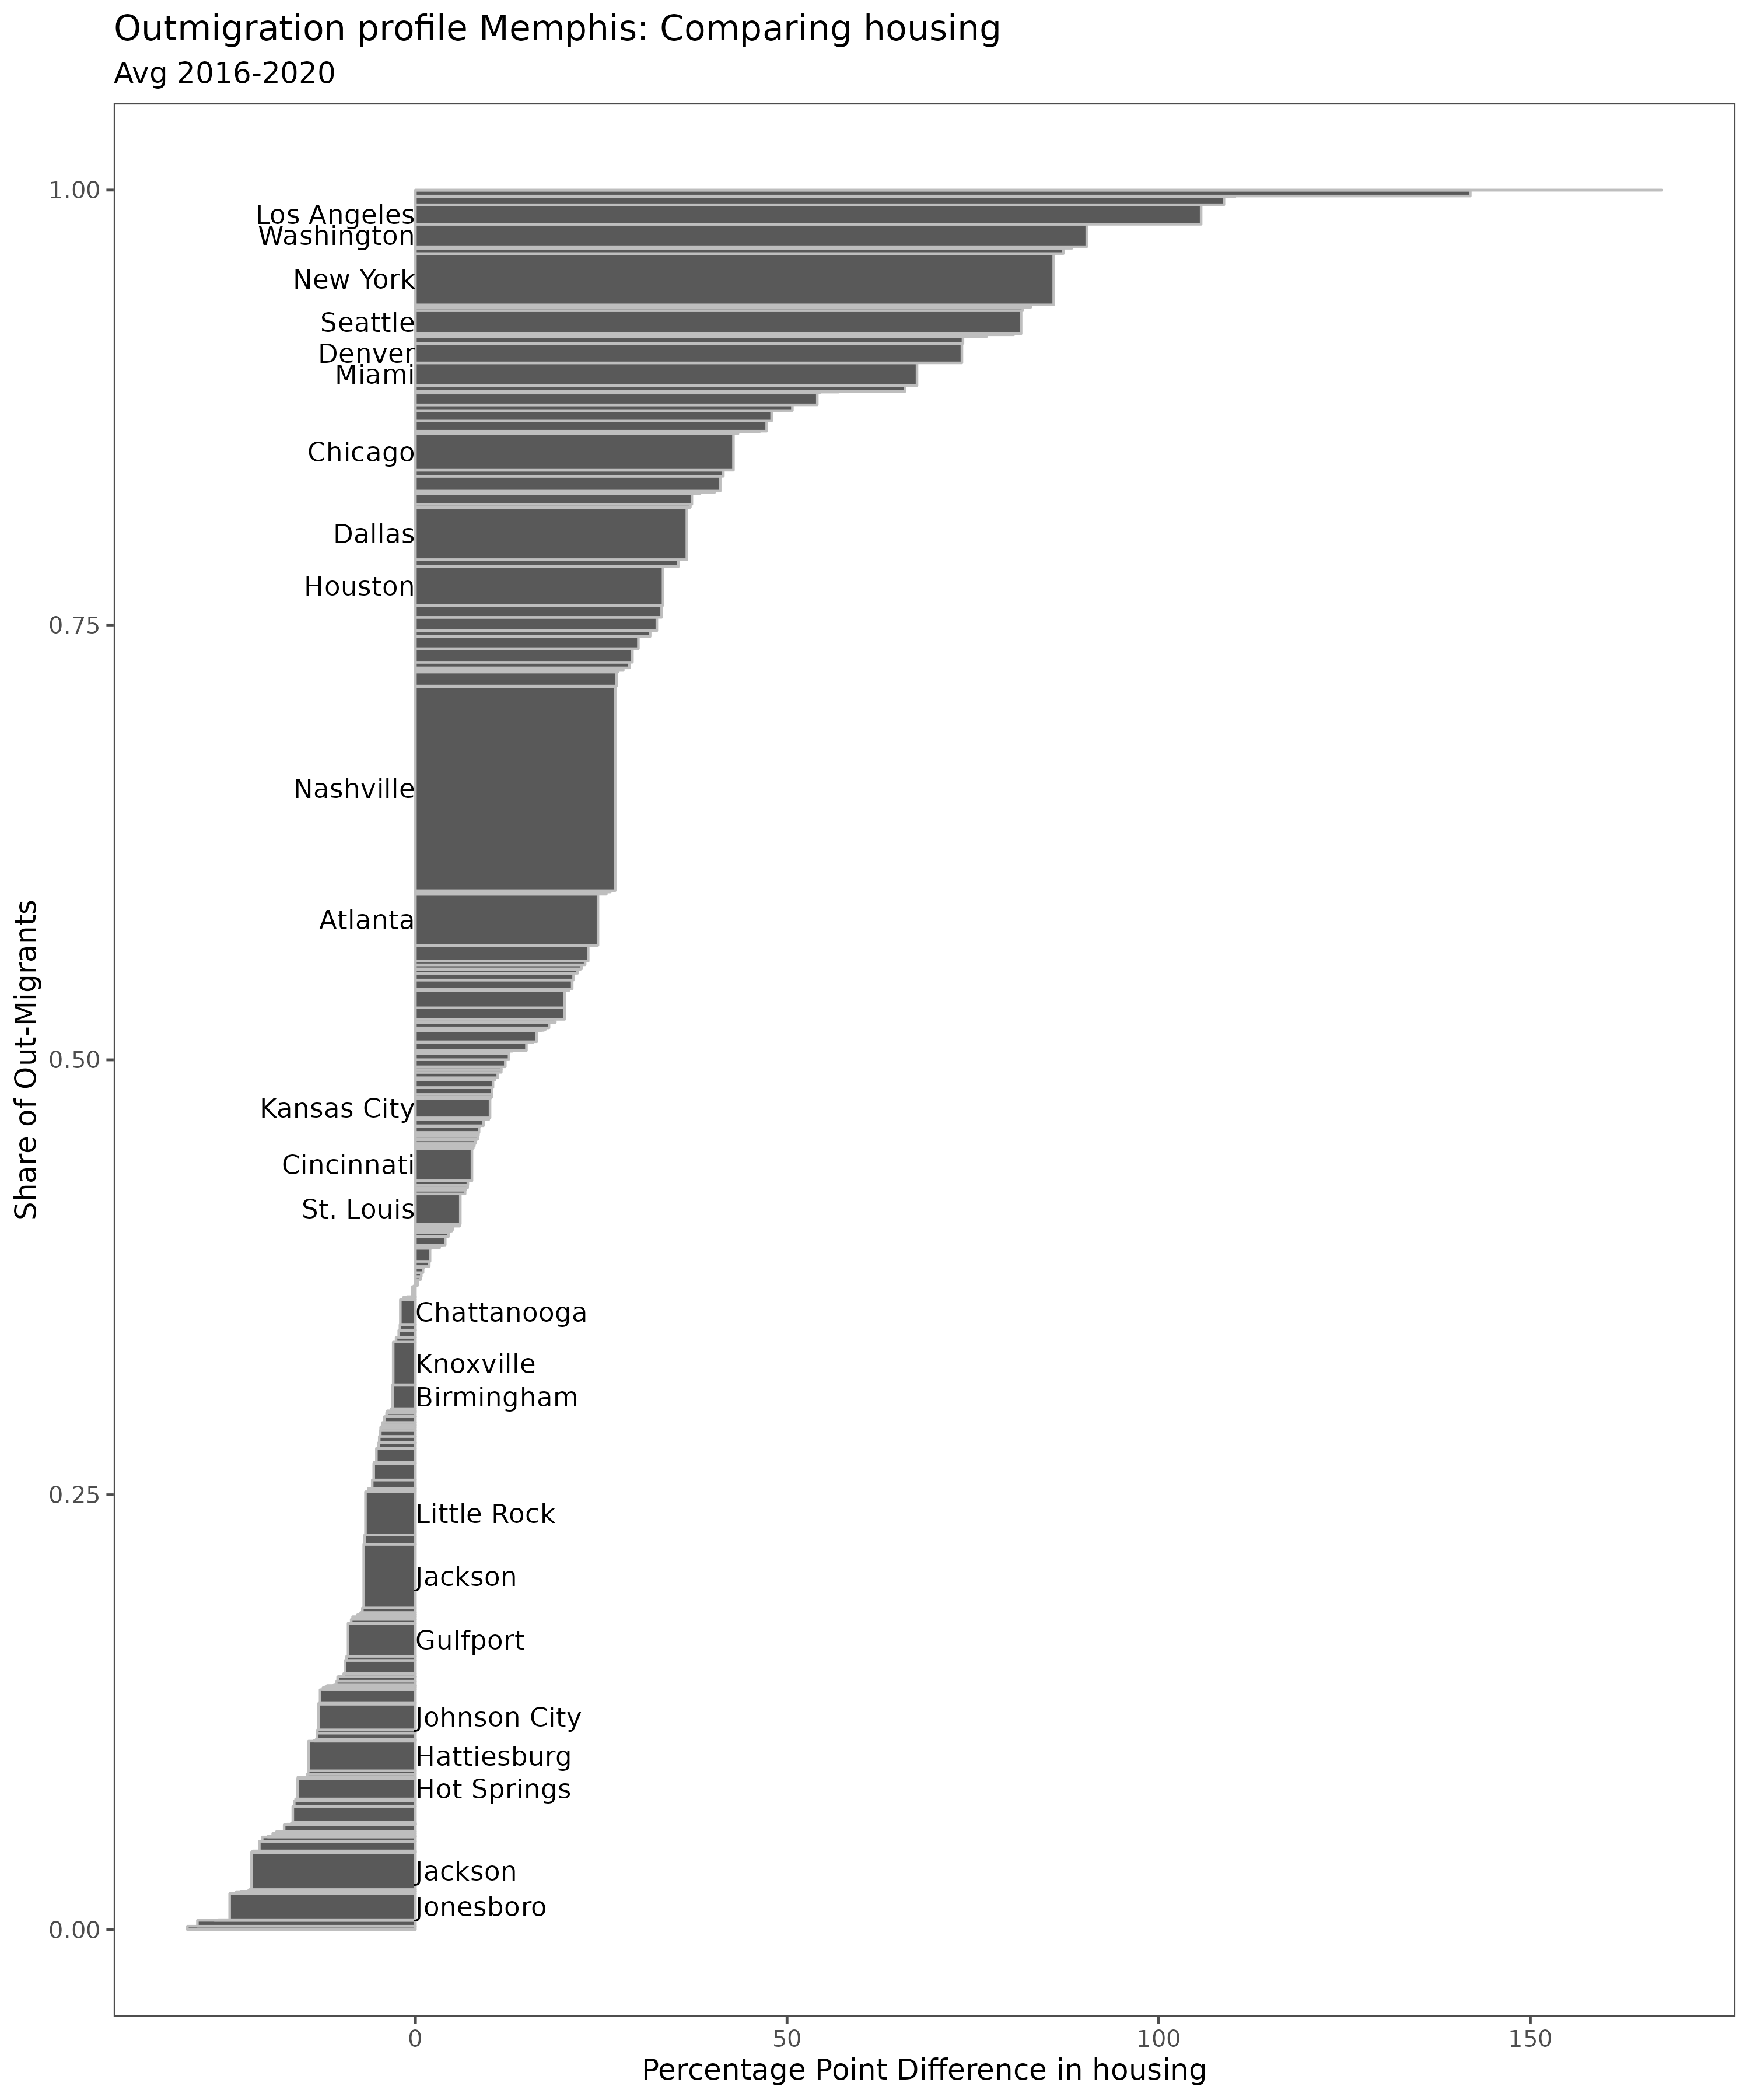 Outmigration profile Memphis: Comparing housing
Avg 2016-2020
Share of Out-Migrants
1.00
Los Angeles
Washington
New York
Seattle
Denver
Miami
Chicago
Dallas
Houston
0.75
Nashville
Atlanta
0.50
Kansas City
Cincinnati
St. Louis
Chattanooga
Knoxville
Birmingham
0.25
Little Rock
Jackson
Gulfport
Johnson City
Hattiesburg
Hot Springs
Jackson
Jonesboro
0.00
0 50 100 150
Percentage Point Difference in housing